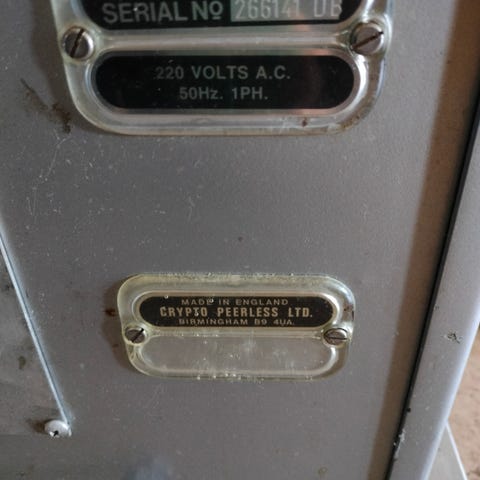 SERIAL Nº 266141 DB
220 VOLTS A.C.
50Hz. 1PH.
MADE IN ENGLAND
CRYPTO PEERLESS LTD.
BIRMINGHAM B9 4UA.